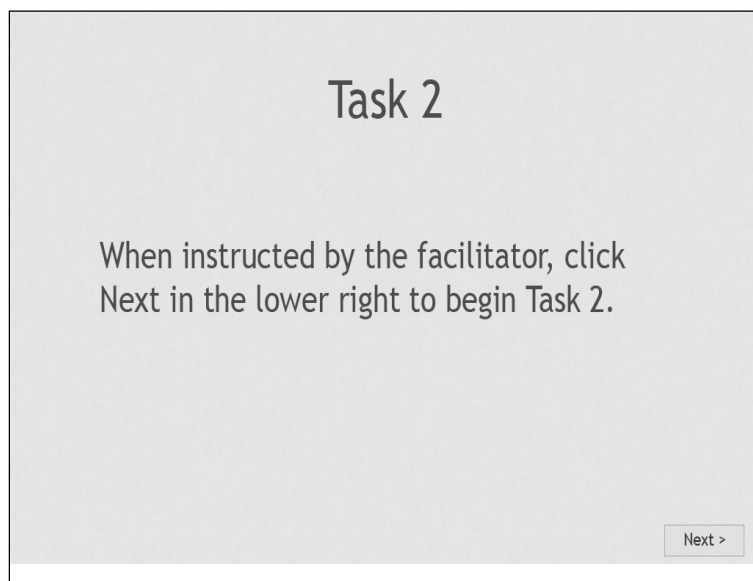 Task 2
When instructed by the facilitator, click
Next in the lower right to begin Task 2.
Next >